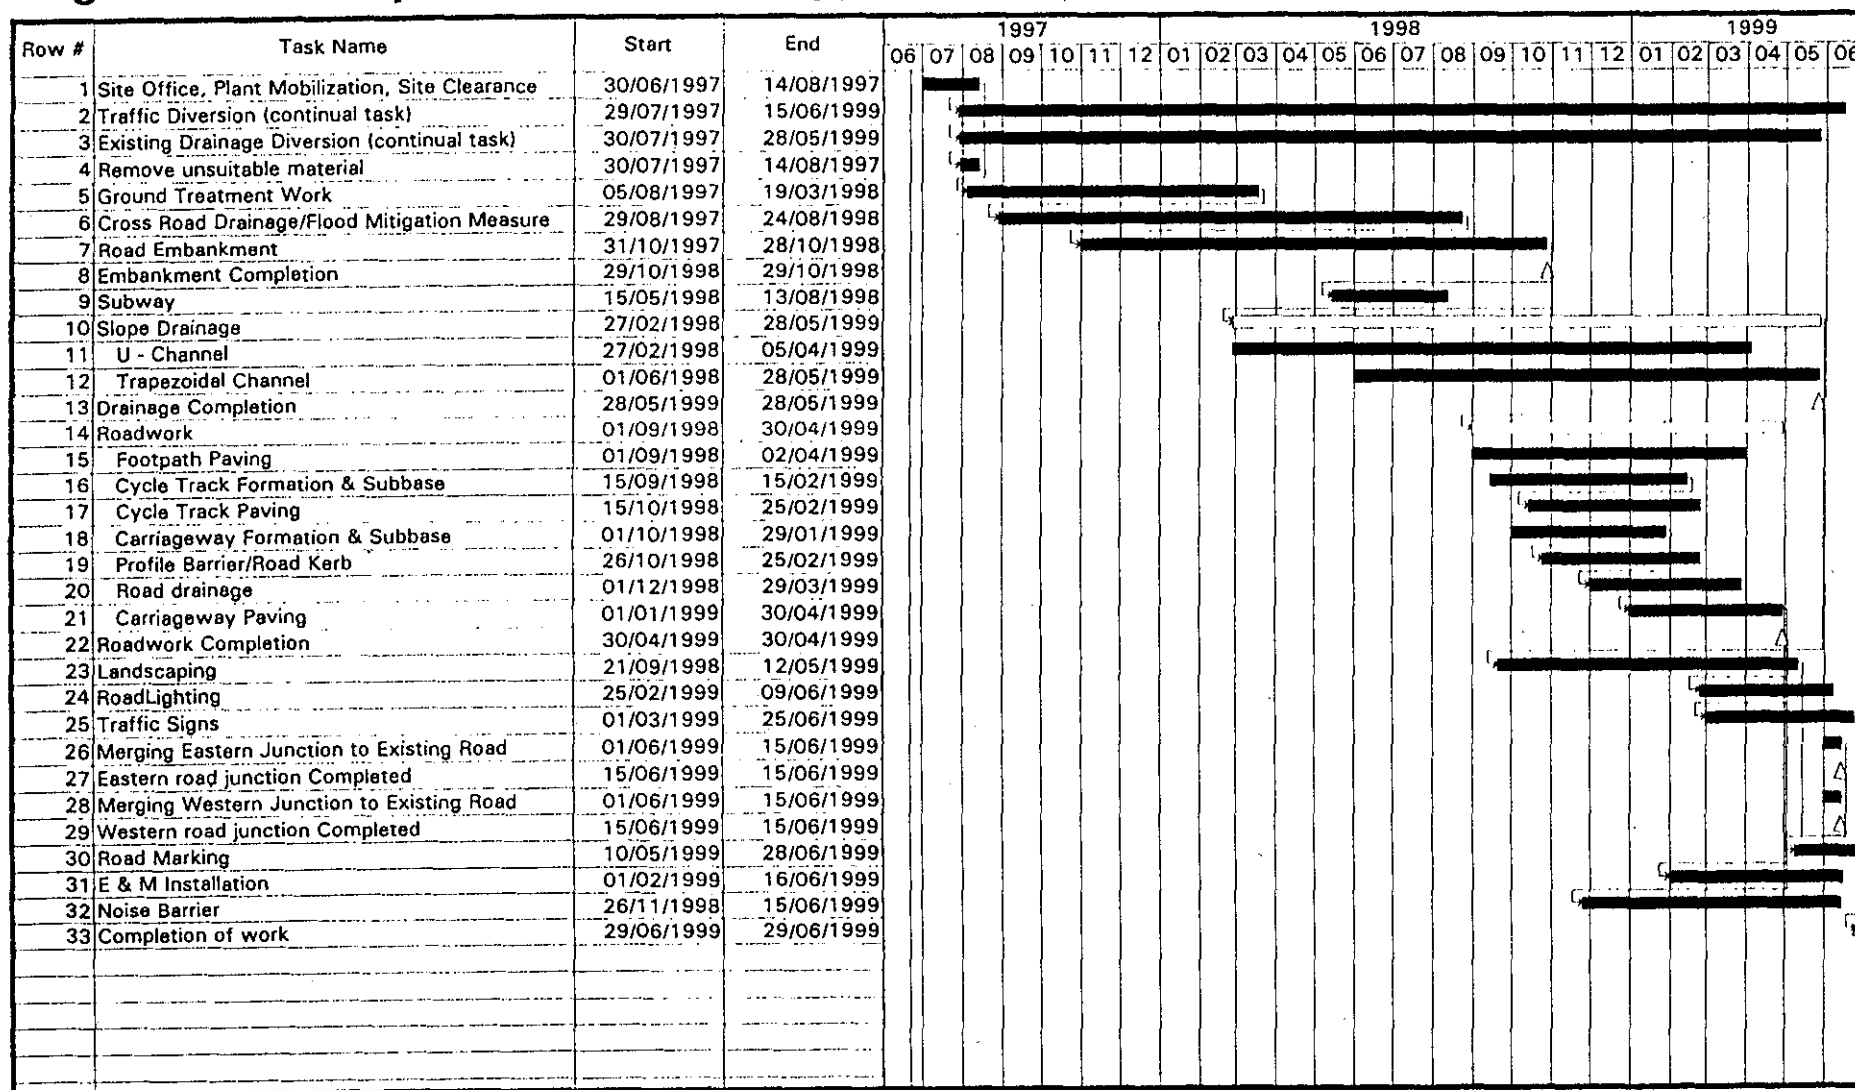 1997 1998 1999
Row # Task Name Start End 06 07 08 09 10 11 12 01 02 03 04 05 06 07 08 09 10 11 12 01 02 03 04 05 06
1 Site Office, Plant Mobilization, Site Clearance 30/06/1997 14/08/1997
2 Traffic Diversion (continual task) 29/07/1997 15/06/1999
3 Existing Drainage Diversion (continual task) 30/07/1997 28/05/1999
4 Remove unsuitable material 30/07/1997 14/08/1997
5 Ground Treatment Work 05/08/1997 19/03/1998
6 Cross Road Drainage/Flood Mitigation Measure 29/08/1997 24/08/1998
7 Road Embankment 31/10/1997 28/10/1998
8 Embankment Completion 29/10/1998 29/10/1998
9 Subway 15/05/1998 13/08/1998
10 Slope Drainage 27/02/1998 28/05/1999
11 U - Channel 27/02/1998 05/04/1999
12 Trapezoidal Channel 01/06/1998 28/05/1999
13 Drainage Completion 28/05/1999 28/05/1999
14 Roadwork 01/09/1998 30/04/1999
15 Footpath Paving 01/09/1998 02/04/1999
16 Cycle Track Formation & Subbase 15/09/1998 15/02/1999
17 Cycle Track Paving 15/10/1998 25/02/1999
18 Carriageway Formation & Subbase 01/10/1998 29/01/1999
19 Profile Barrier/Road Kerb 26/10/1998 25/02/1999
20 Road drainage 01/12/1998 29/03/1999
21 Carriageway Paving 01/01/1999 30/04/1999
22 Roadwork Completion 30/04/1999 30/04/1999
23 Landscaping 21/09/1998 12/05/1999
24 RoadLighting 25/02/1999 09/06/1999
25 Traffic Signs 01/03/1999 25/06/1999
26 Merging Eastern Junction to Existing Road 01/06/1999 15/06/1999
27 Eastern road junction Completed 15/06/1999 15/06/1999
28 Merging Western Junction to Existing Road 01/06/1999 15/06/1999
29 Western road junction Completed 15/06/1999 15/06/1999
30 Road Marking 10/05/1999 28/06/1999
31 E & M Installation 01/02/1999 16/06/1999
32 Noise Barrier 26/11/1998 15/06/1999
33 Completion of work 29/06/1999 29/06/1999